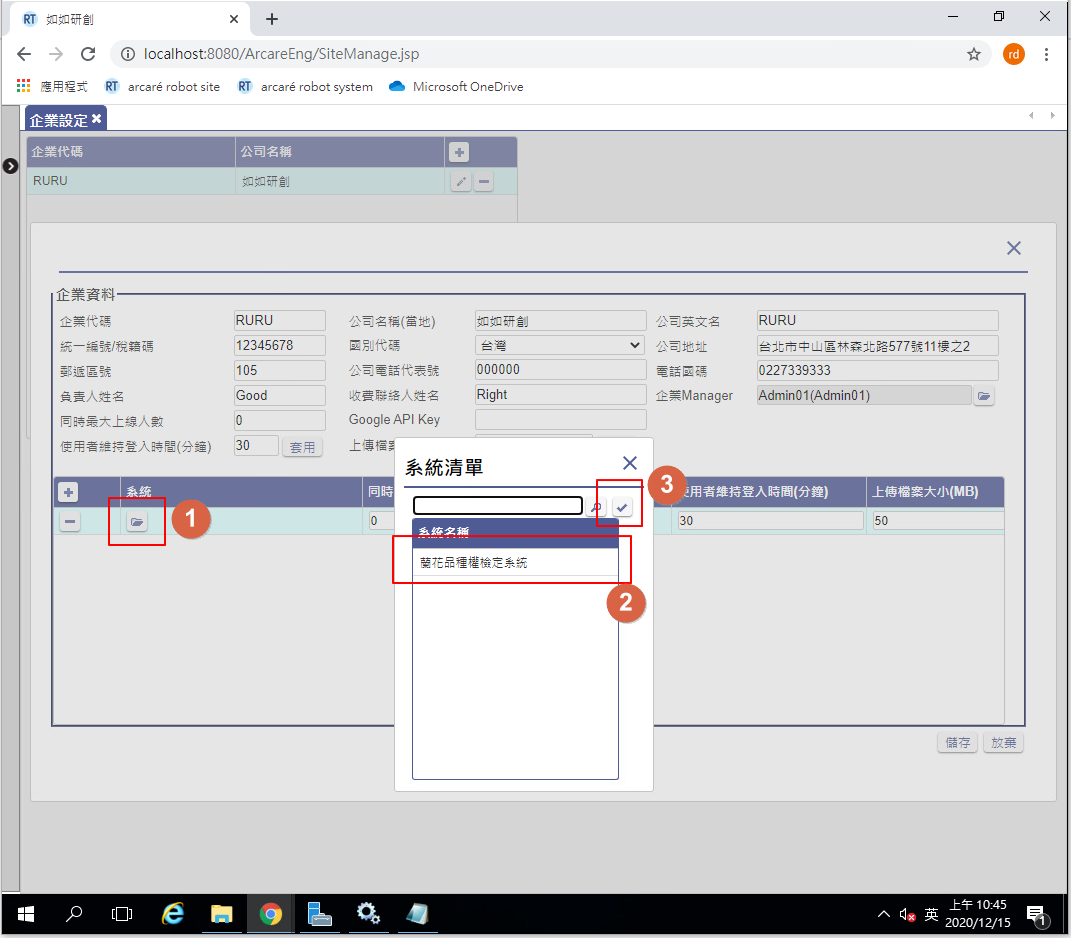 RT 如如研創
localhost:8080/ArcareEng/SiteManage.jsp
rd
應用程式 RT arcaré robot site RT arcaré robot system Microsoft OneDrive
企業設定
企業代碼 公司名稱
RURU 如如研創
企業資料
企業代碼 RURU 公司名稱(當地) 如如研創 公司英文名 RURU
統一編號/稅籍碼 12345678 國別代碼 台灣 公司地址 台北市中山區林森北路577號11樓之2
郵遞區號 105 公司電話代表號 000000 電話國碼 0227339333
負責人姓名 Good 收費聯絡人姓名 Right 企業Manager Admin01(Admin01)
同時最大上線人數 0 Google API Key
使用者維持登入時間(分鐘) 30 套用 上傳檔案
系統清單
系統 同時 使用者維持登入時間(分鐘) 上傳檔案大小(MB)
0 30 50
1
3
系統名稱
蘭花品種權檢定系統
2
儲存 放棄
英 上午 10:45
2020/12/15
1